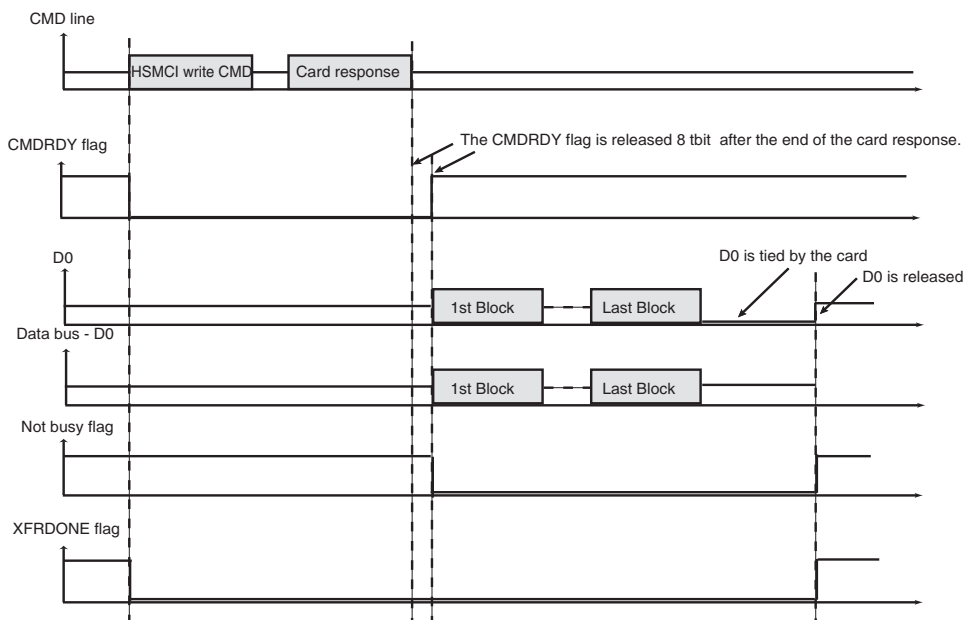 CMD line
HSMCI write CMD
Card response
The CMDRDY flag is released 8 tbit after the end of the card response.
CMDRDY flag
D0 is tied by the card
D0
D0 is released
1st Block
Last Block
Data bus - D0
1st Block
Last Block
Not busy flag
XFRDONE flag